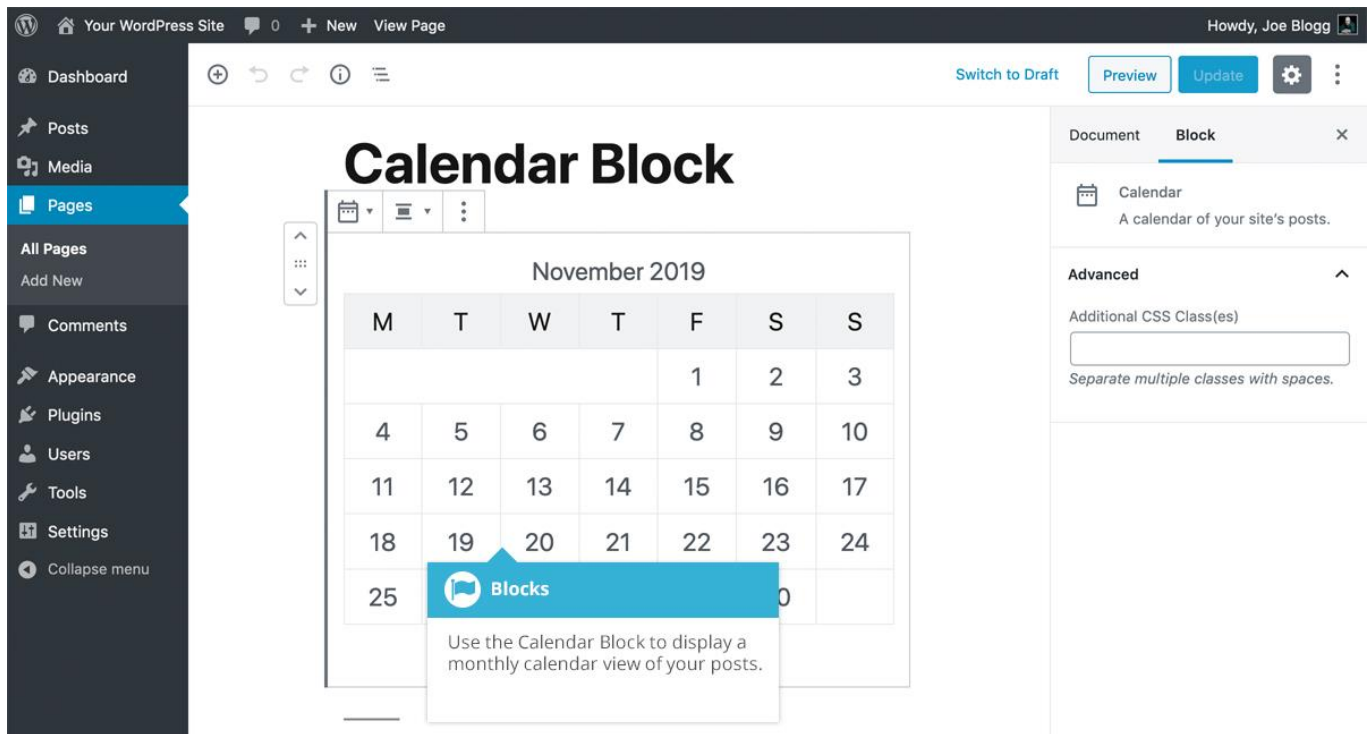 Your WordPress Site 0 New View Page Howdy, Joe Blogg
Dashboard
Posts
Media
Pages
All Pages
Add New
Comments
Appearance
Plugins
Users
Tools
Settings
Collapse menu
Switch to Draft Preview Update
Calendar Block
November 2019
M T W T F S S
1 2 3
4 5 6 7 8 9 10
11 12 13 14 15 16 17
18 19 20 21 22 23 24
25
Blocks
Use the Calendar Block to display a
monthly calendar view of your posts.
Document Block
Calendar
A calendar of your site's posts.
Advanced
Additional CSS Class(es)
Separate multiple classes with spaces.